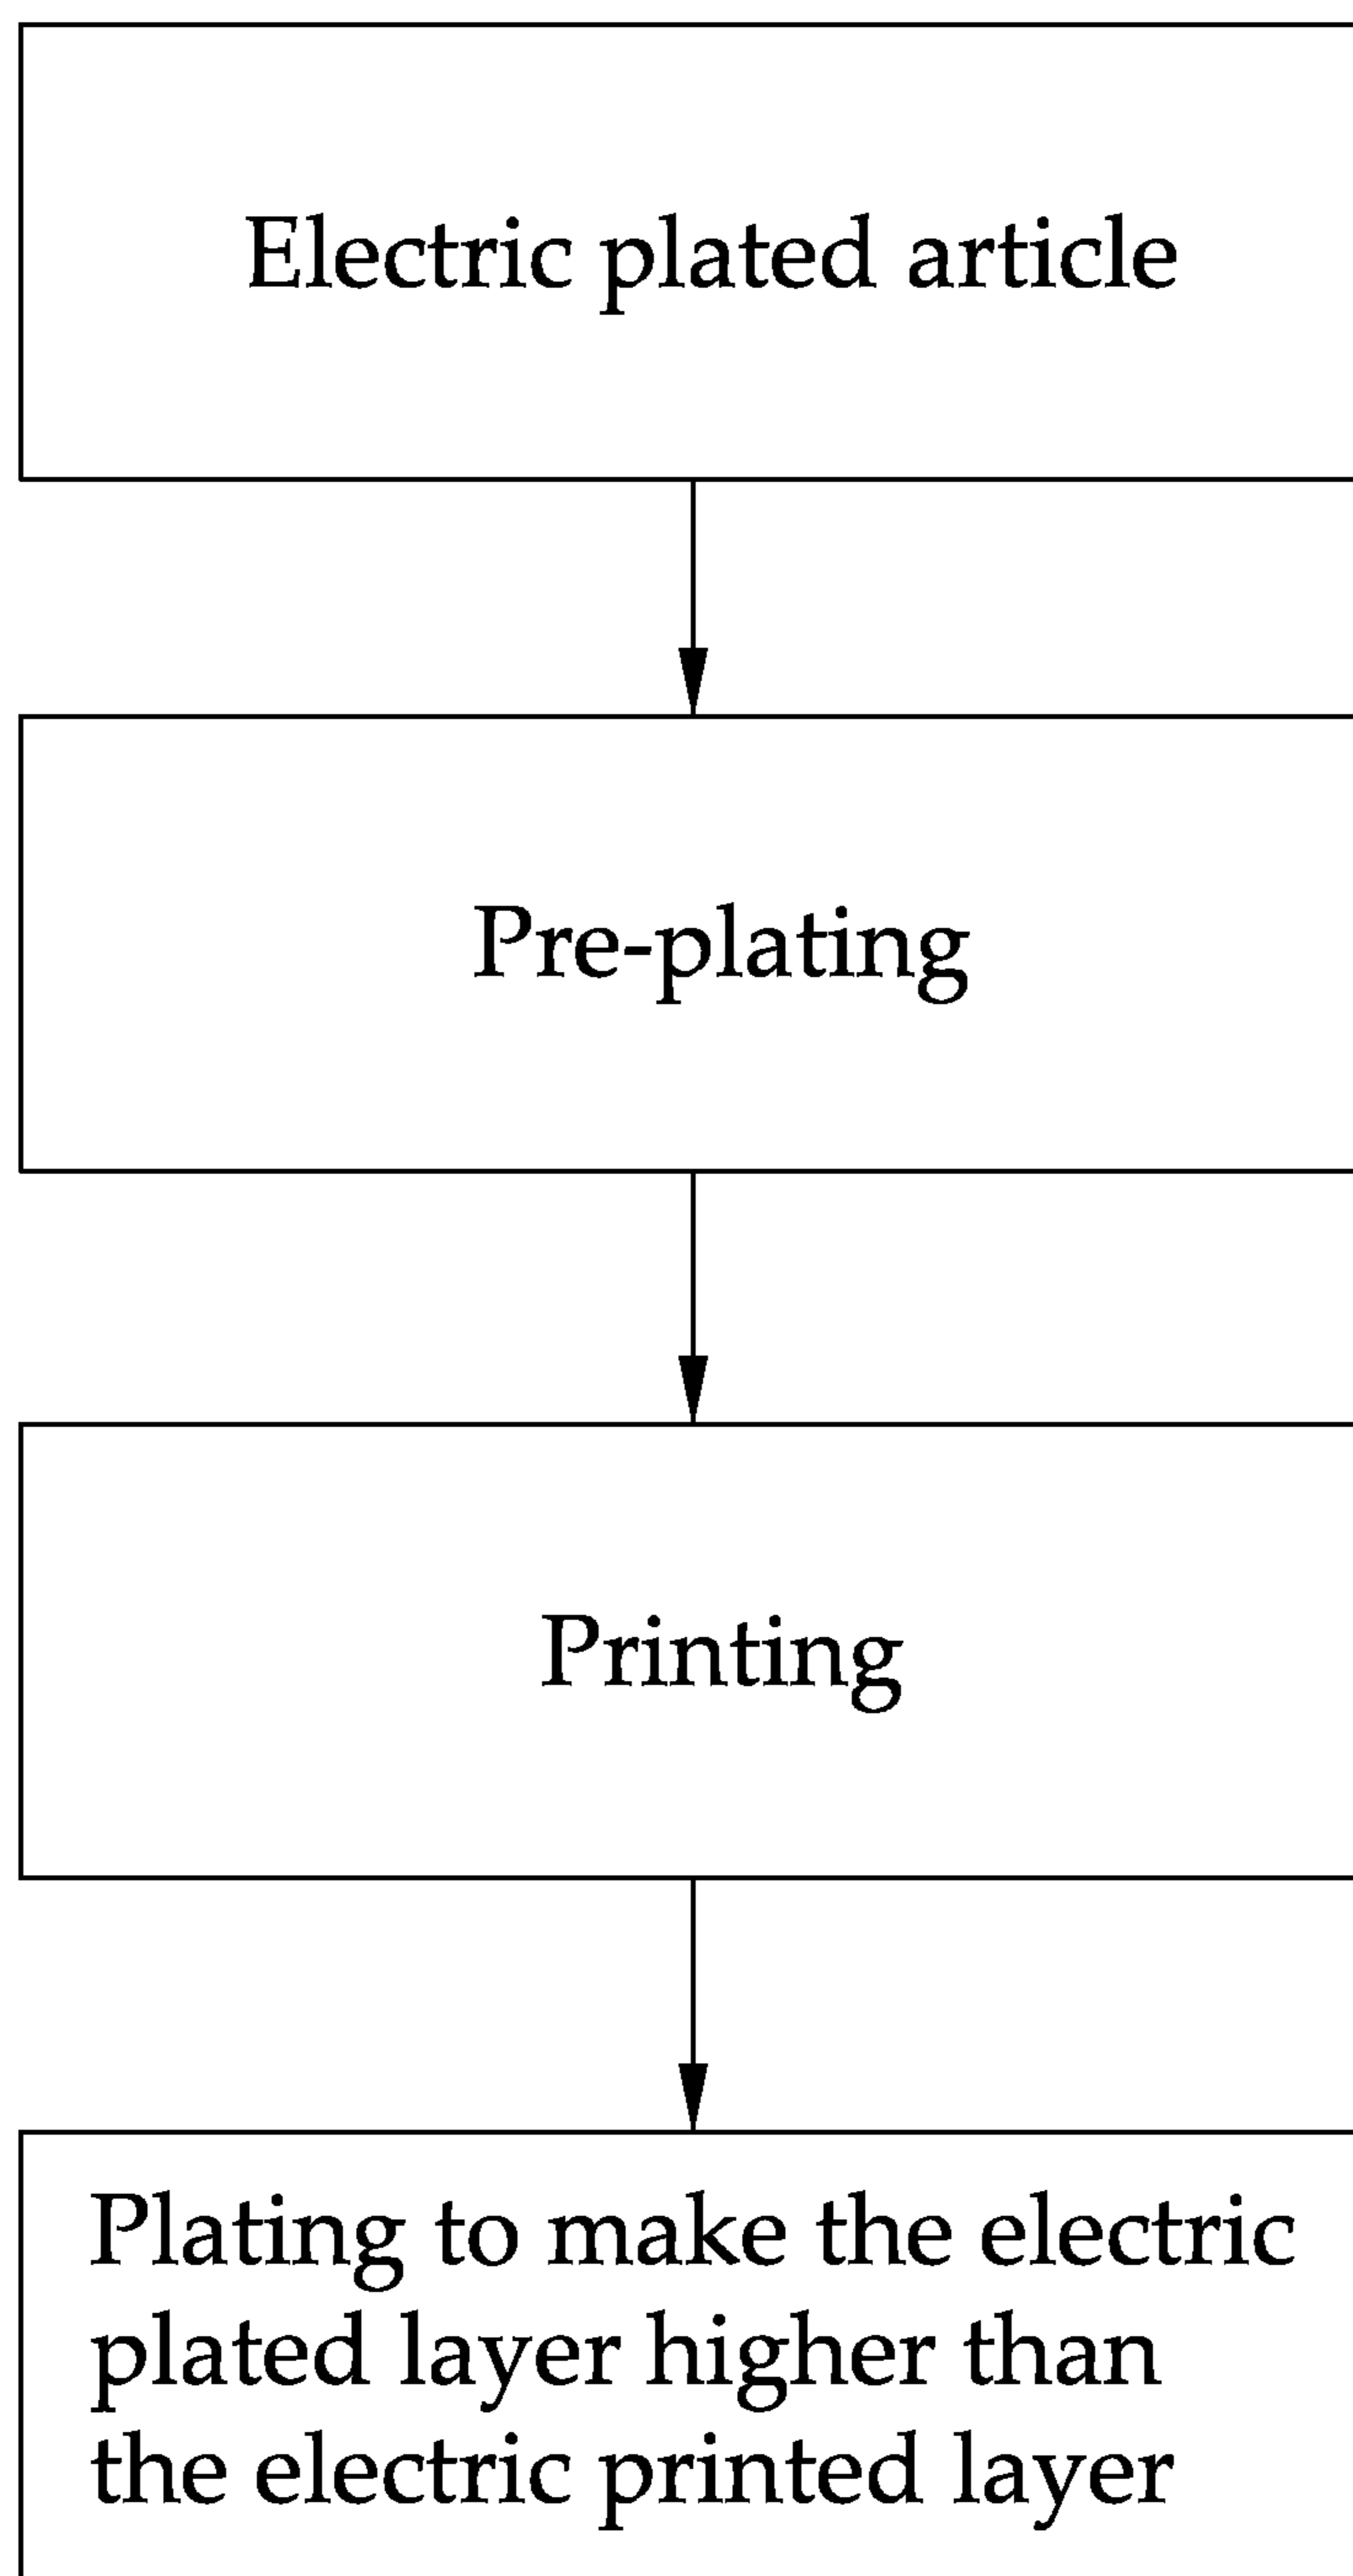 Electric plated article
Pre-plating
Printing
Plating to make the electric
plated layer higher than
the electric printed layer